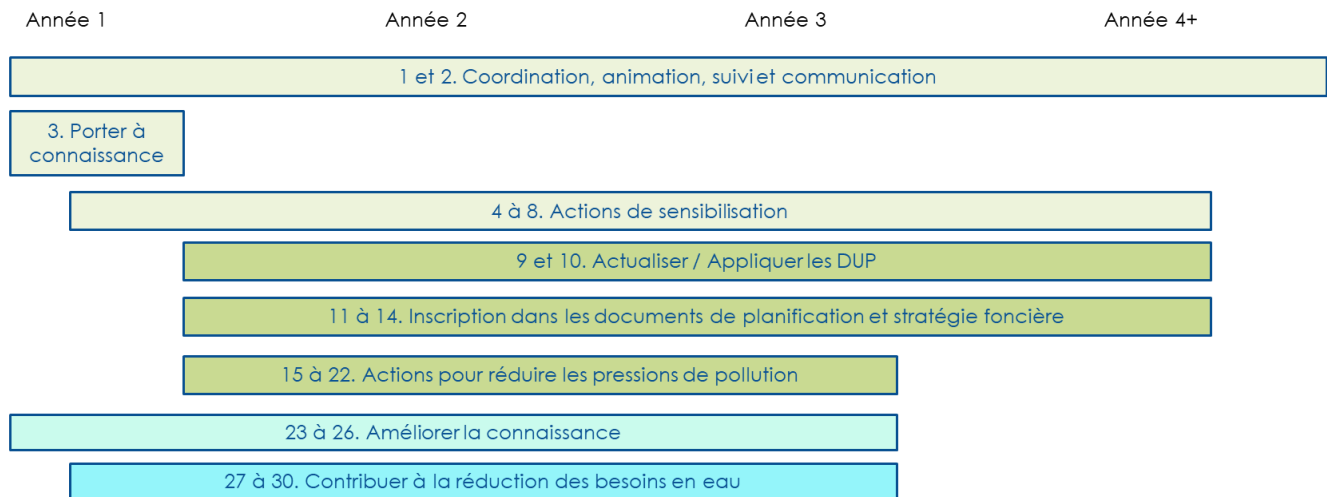 Année 1 Année 2 Année 3 Année 4+
1 et 2. Coordination, animation, suivi et communication
3. Porter à
connaissance
4 à 8. Actions de sensibilisation
9 et 10. Actualiser / Appliquer les DUP
11 à 14. Inscription dans les documents de planification et stratégie foncière
15 à 22. Actions pour réduire les pressions de pollution
23 à 26. Améliorer la connaissance
27 à 30. Contribuer à la réduction des besoins en eau